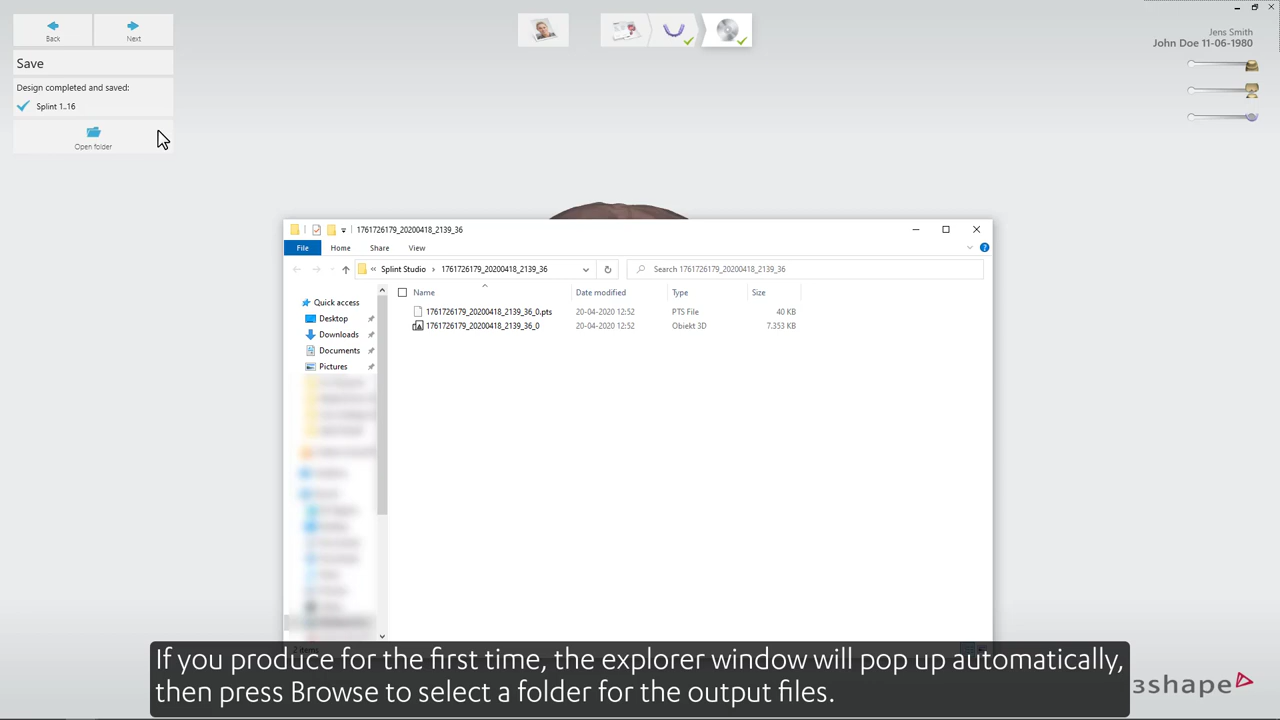 Back
Next
Save
Design completed and saved:
Splint 1..16
Open folder
Jens Smith
John Doe 11-06-1980
1761726179_20200418_2139_36
File
Home
Share
View
« Splint Studio › 1761726179_20200418_2139_36
Search 1761726179_20200418_2139_36
Name
Date modified
Type
Size
Quick access
Desktop
Downloads
Documents
Pictures
1761726179_20200418_2139_36_0.pts
20-04-2020 12:52
PTS File
40 KB
1761726179_20200418_2139_36_0
20-04-2020 12:52
Obiekt 3D
7.353 KB
If you produce for the first time, the explorer window will pop up automatically,
then press Browse to select a folder for the output files.
3shape